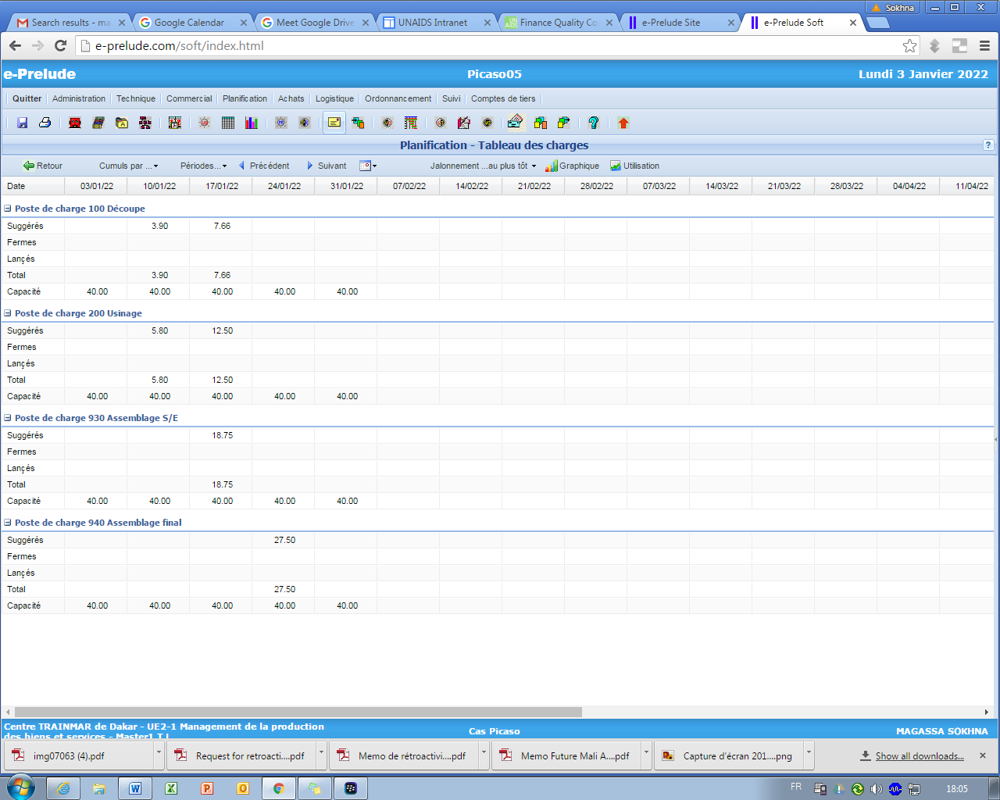 Sokhna
Search results - ma
Google Calendar
Meet Google Drive
UNAIDS Intranet
Finance Quality Co
e-Prelude Site
e-Prelude Soft
e-prelude.com/soft/index.html
e-Prelude Picaso05 Lundi 3 Janvier 2022
Quitter Administration Technique Commercial Planification Achats Logistique Ordonnancement Suivi Comptes de tiers
Planification - Tableau des charges ?
Retour Cumuls par ... Périodes... Précédent Suivant Jalonnement ...au plus tôt Graphique Utilisation
Date 03/01/22 10/01/22 17/01/22 24/01/22 31/01/22 07/02/22 14/02/22 21/02/22 28/02/22 07/03/22 14/03/22 21/03/22 28/03/22 04/04/22 11/04/22
Poste de charge 100 Découpe
Suggérés 3.90 7.66
Fermes
Lançés
Total 3.90 7.66
Capacité 40.00 40.00 40.00 40.00 40.00
Poste de charge 200 Usinage
Suggérés 5.80 12.50
Fermes
Lançés
Total 5.80 12.50
Capacité 40.00 40.00 40.00 40.00 40.00
Poste de charge 930 Assemblage S/E
Suggérés 18.75
Fermes
Lançés
Total 18.75
Capacité 40.00 40.00 40.00 40.00 40.00
Poste de charge 940 Assemblage final
Suggérés 27.50
Fermes
Lançés
Total 27.50
Capacité 40.00 40.00 40.00 40.00 40.00
Centre TRAINMAR de Dakar - UE2-1 Management de la production
des biens et services - Master1 T L
Cas Picaso
MAGASSA SOKHNA
img07063 (4).pdf
Request for retroacti....pdf
Memo de rétroactivi....pdf
Memo Future Mali A....pdf
Capture d'écran 201....png
Show all downloads...
FR
18:05